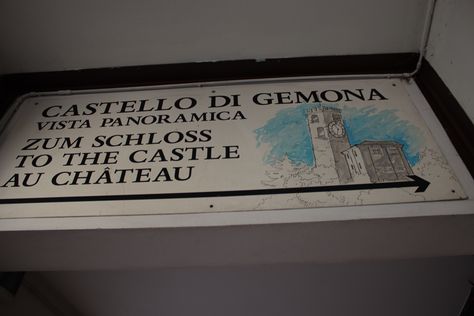 CASTELLO DI GEMONA
VISTA PANORAMICA
ZUM SCHLOSS
TO THE CASTLE
AU CHÂTEAU